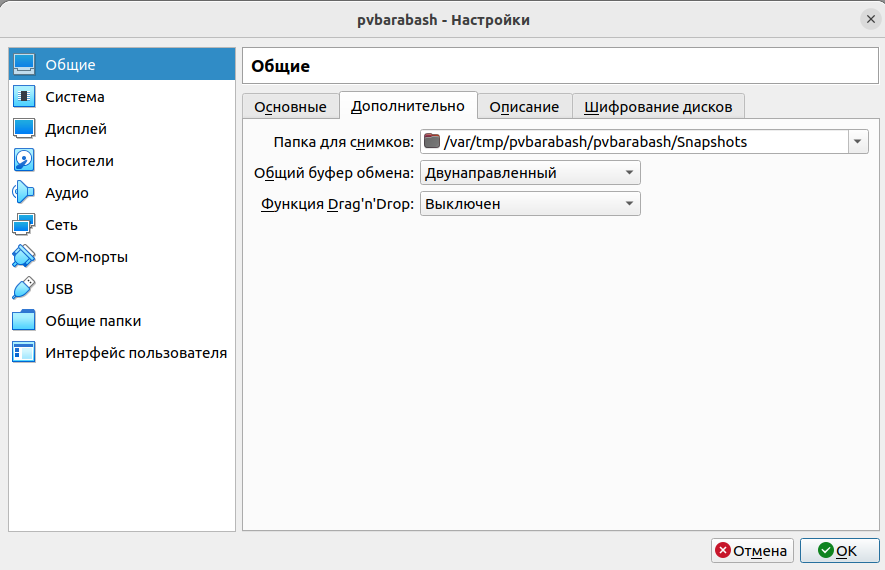 pvbarabash - Настройки
Общие
Система
Дисплей
Носители
Аудио
Сеть
COM-порты
USB
Общие папки
Интерфейс пользователя
Общие
Основные Дополнительно Описание Шифрование дисков
Папка для снимков: /var/tmp/pvbarabash/pvbarabash/Snapshots
Общий буфер обмена: Двунаправленный
Функция Drag'n'Drop: Выключен
Отмена OK